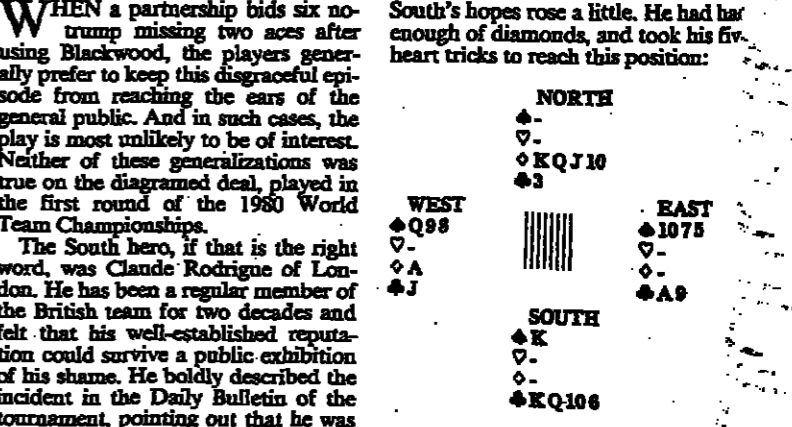 WHEN a partnership bids six no-
trump missing two aces after
using Blackwood, the players gener-
ally prefer to keep this disgraceful epi-
sode from reaching the ears of the
general public. And in such cases, the
play is most unlikely to be of interest.
Neither of these generalizations was
true on the diagramed deal, played in
the first round of the 1980 World
Team Championships.
The South hero, if that is the right
word, was Claude Rodrigue of Lon-
don. He has been a regular member of
the British team for two decades and
felt that his well-established reputa-
tion could survive a public exhibition
of his shame. He boldly described the
incident in the Daily Bulletin of the
tournament, pointing out that he was
South's hopes rose a little. He had had
enough of diamonds, and took his five
heart tricks to reach this position:
NORTH
♠-
♡-
♢KQJ10
♣3
WEST
♠Q98
♡-
♢A
♣J
EAST
♠1075
♡-
♢-
♣A9
SOUTH
♠K
♡-
♢-
♣KQ106